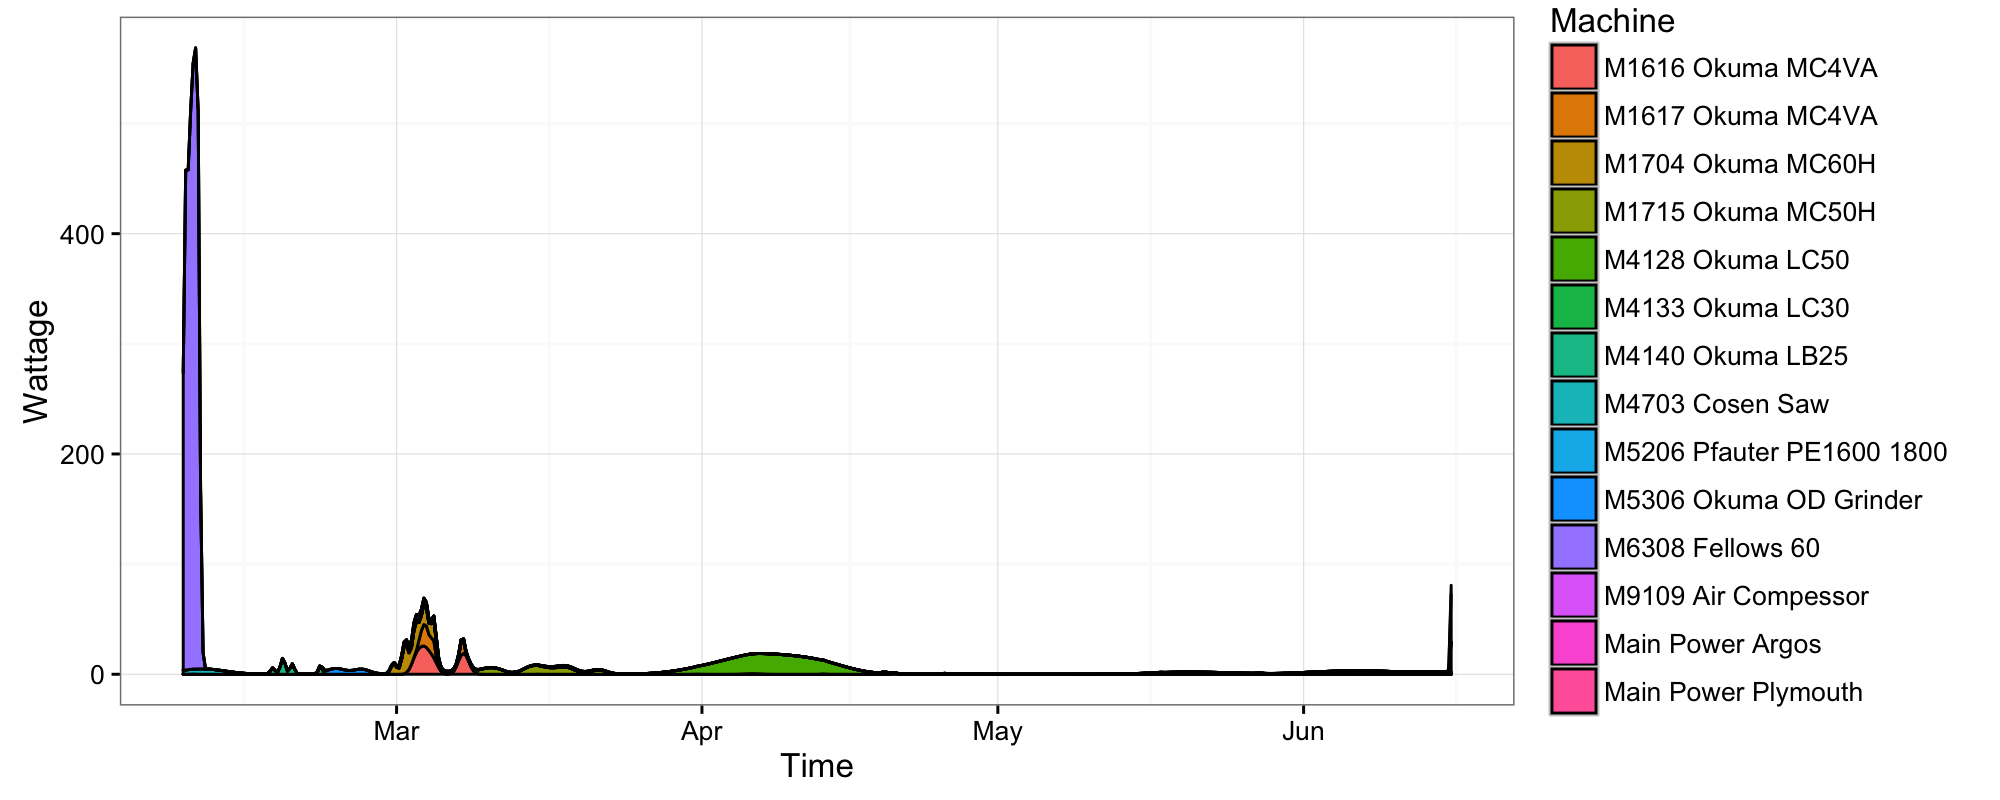 Wattage
400
200
0
Mar
Apr
May
Jun
Time
Machine
M1616 Okuma MC4VA
M1617 Okuma MC4VA
M1704 Okuma MC60H
M1715 Okuma MC50H
M4128 Okuma LC50
M4133 Okuma LC30
M4140 Okuma LB25
M4703 Cosen Saw
M5206 Pfauter PE1600 1800
M5306 Okuma OD Grinder
M6308 Fellows 60
M9109 Air Compessor
Main Power Argos
Main Power Plymouth